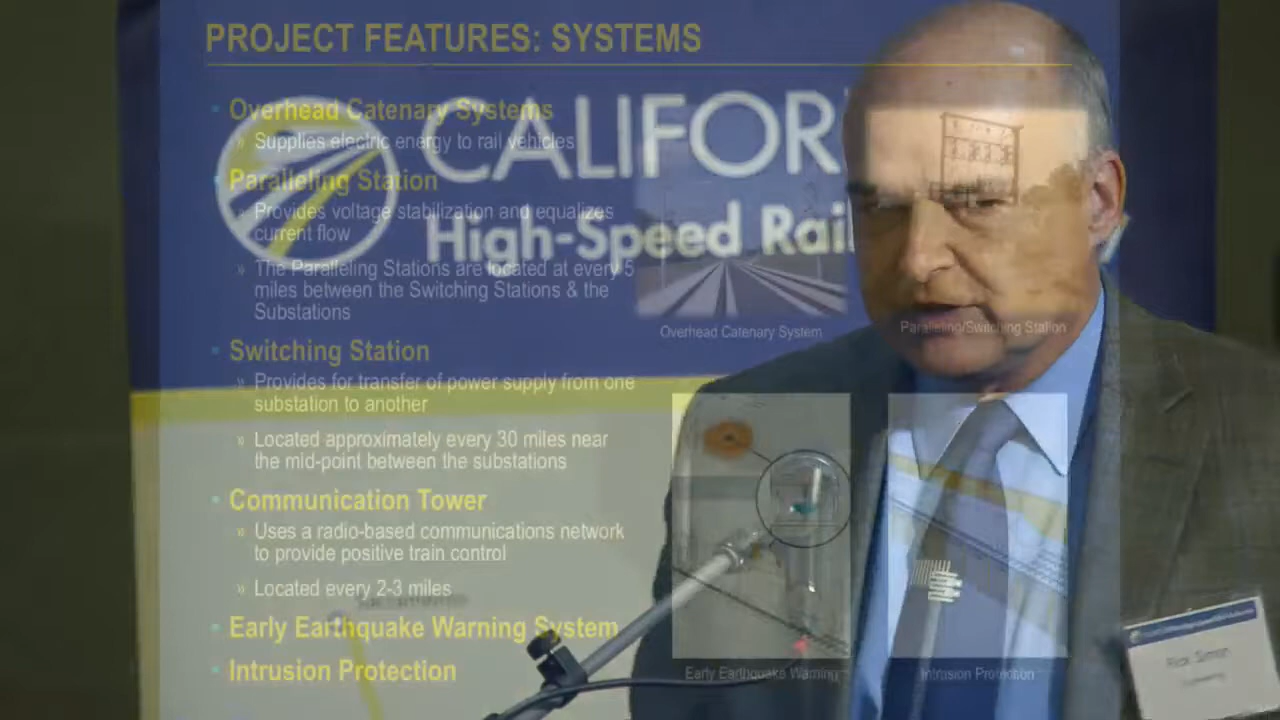 PROJECT FEATURES: SYSTEMS
Overhead Catenary Systems
» Supplies electric energy to rail vehicles
Paralleling Station
» Provides voltage stabilization and equalizes
current flow
» The Paralleling Stations are located at every 5
miles between the Switching Stations & the
Substations
Switching Station
» Provides for transfer of power supply from one
substation to another
» Located approximately every 30 miles near
the mid-point between the substations
Communication Tower
» Uses a radio-based communications network
to provide positive train control
» Located every 2-3 miles
Early Earthquake Warning System
Intrusion Protection
CALIFOR
High-Speed Rail
Overhead Catenary System
Paralleling/Switching Station
Early Earthquake Warning
Intrusion Protection